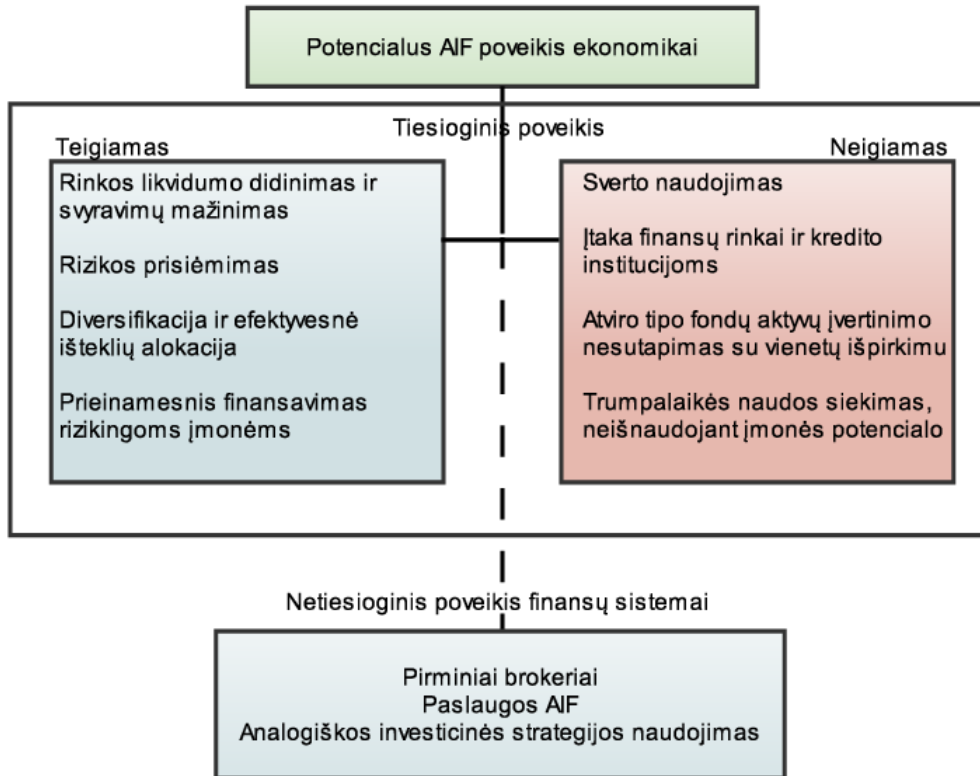 Potencialus AIF poveikis ekonomikai
Tiesioginis poveikis
Teigiamas
Rinkos likvidumo didinimas ir
svyravimų mažinimas
Rizikos prisiėmimas
Diversifikacija ir efektyvesnė
išteklių alokacija
Prieinamesnis finansavimas
rizikingoms įmonėms
Neigiamas
Sverto naudojimas
Įtaka finansų rinkai ir kredito
institucijoms
Atviro tipo fondų aktyvų įvertinimo
nesutapimas su vienetų išpirkimu
Trumpalaikės naudos siekimas,
neišnaudojant įmonės potencialo
Netiesioginis poveikis finansų sistemai
Pirminiai brokeriai
Paslaugos AIF
Analogiškos investicinės strategijos naudojimas